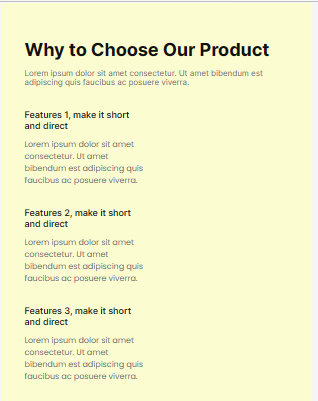 Why to Choose Our Product
Lorem ipsum dolor sit amet consectetur. Ut amet bibendum est
adipiscing quis faucibus ac posuere viverra.
Features 1, make it short
and direct
Lorem ipsum dolor sit amet
consectetur. Ut amet
bibendum est adipiscing quis
faucibus ac posuere viverra.
Features 2, make it short
and direct
Lorem ipsum dolor sit amet
consectetur. Ut amet
bibendum est adipiscing quis
faucibus ac posuere viverra.
Features 3, make it short
and direct
Lorem ipsum dolor sit amet
consectetur. Ut amet
bibendum est adipiscing quis
faucibus ac posuere viverra.